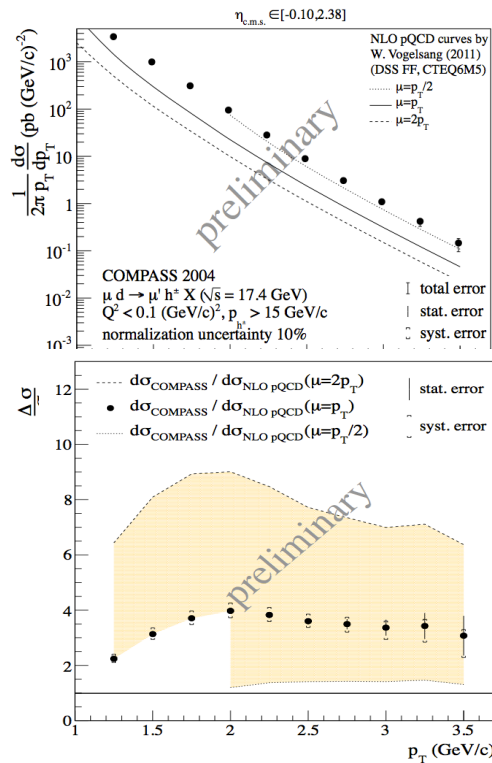 η_c.m.s. ∈[-0.10,2.38]
NLO pQCD curves by
W. Vogelsang (2011)
(DSS FF, CTEQ6M5)
μ=p_T/2
μ=p_T
μ=2p_T
1/(2π p_T) dσ/dp_T (pb (GeV/c)^-2)
10^3
10^2
10
1
10^-1
10^-2
10^-3
preliminary
COMPASS 2004
μ d → μ' h^± X (√s = 17.4 GeV)
Q^2 < 0.1 (GeV/c)^2, p_h^± > 15 GeV/c
normalization uncertainty 10%
total error
stat. error
syst. error
Δσ
12
10
8
6
4
2
0
dσ_COMPASS / dσ_NLO pQCD (μ=2p_T)
dσ_COMPASS / dσ_NLO pQCD (μ=p_T)
dσ_COMPASS / dσ_NLO pQCD (μ=p_T/2)
stat. error
syst. error
preliminary
1 1.5 2 2.5 3 3.5
p_T (GeV/c)